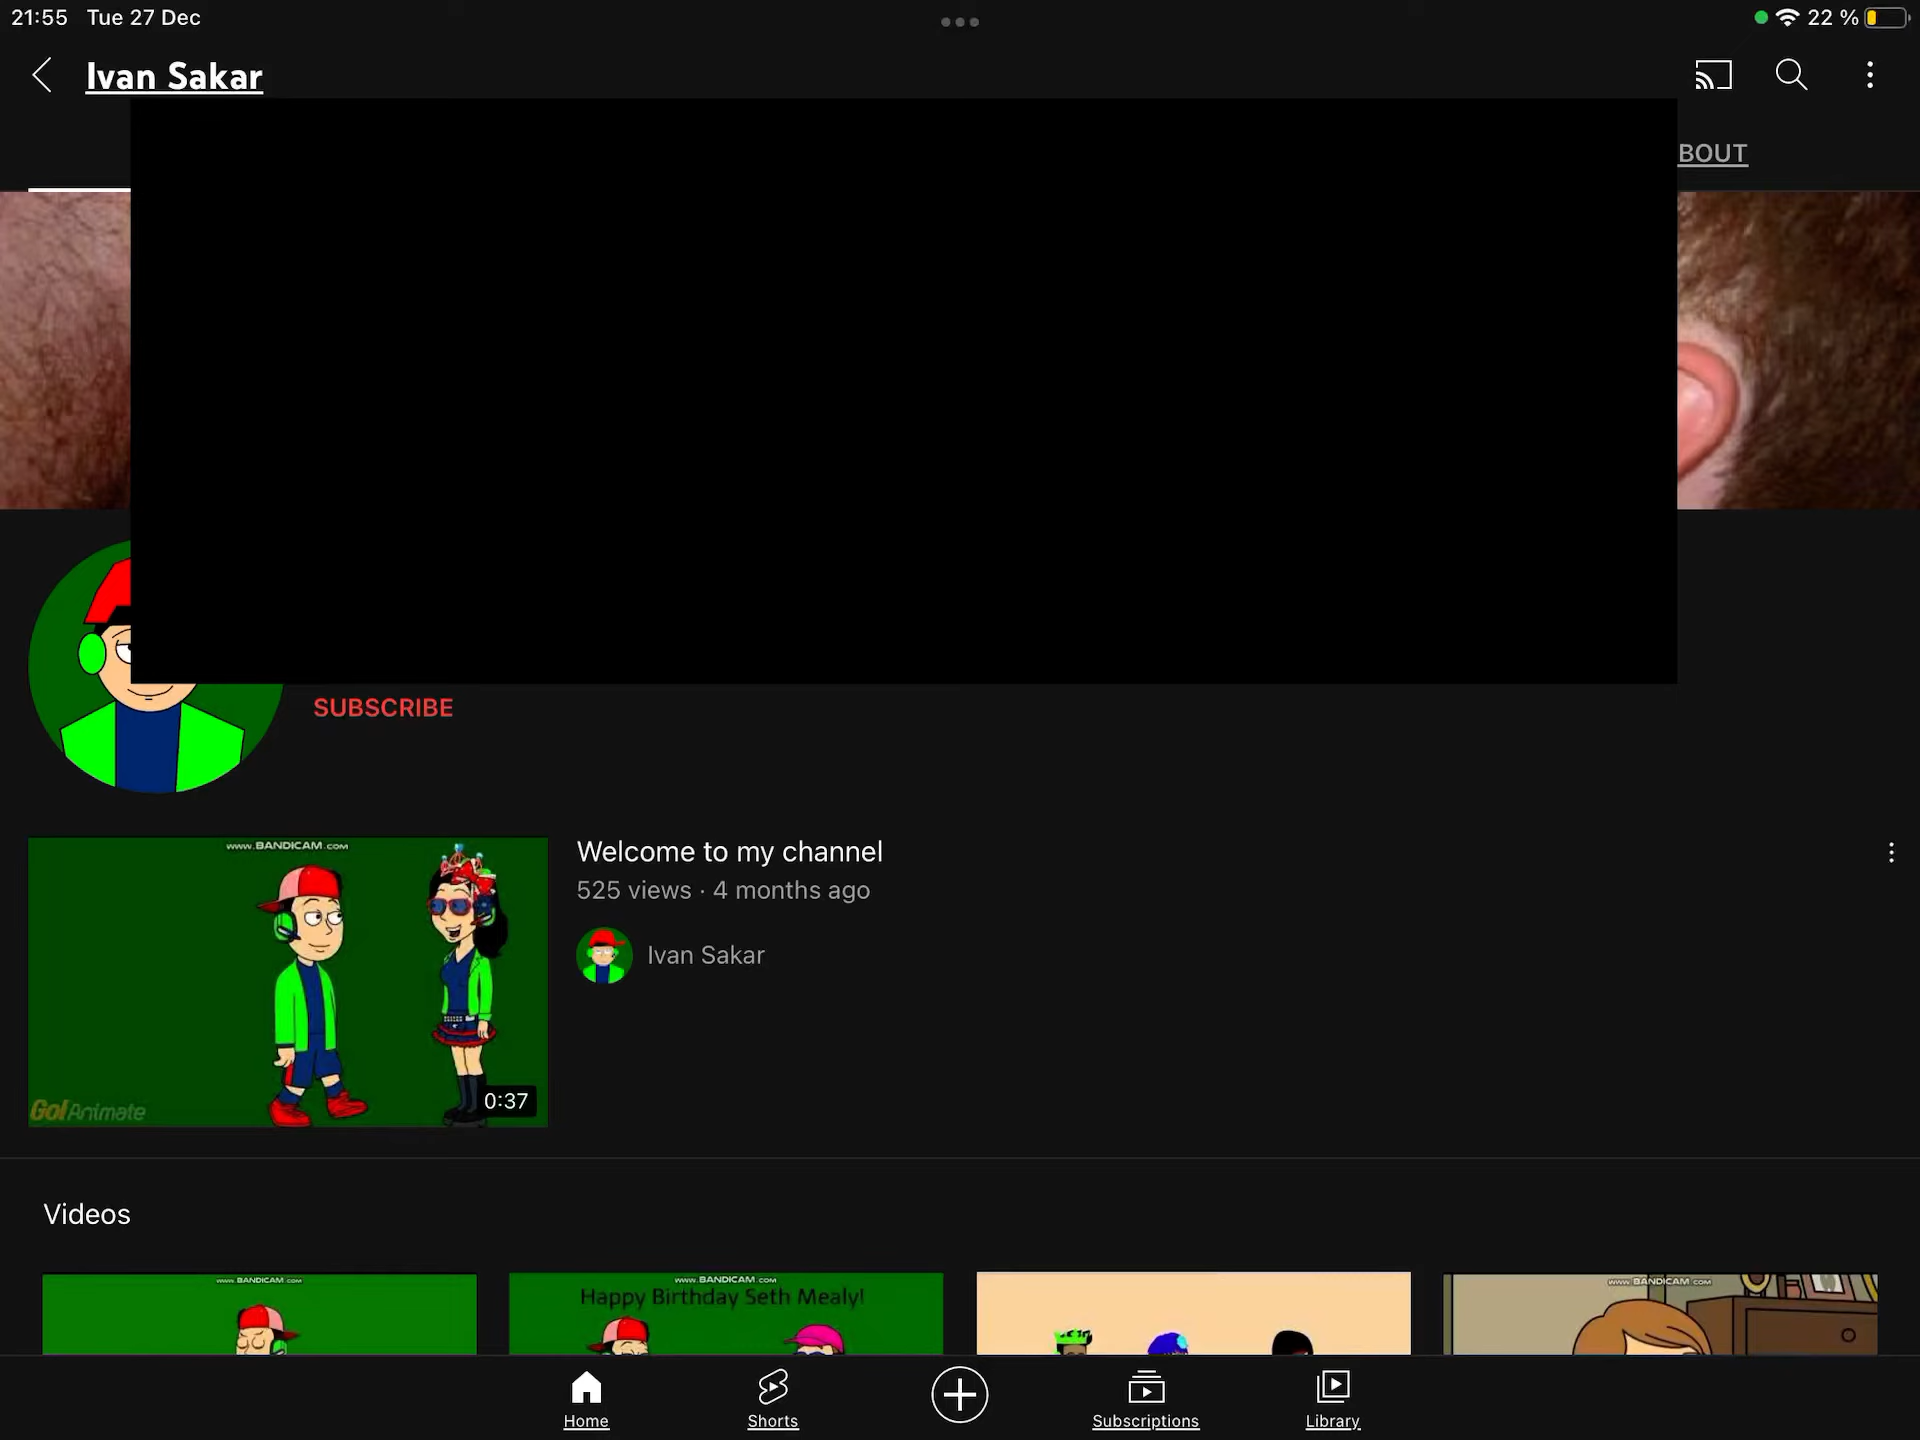 21:55 Tue 27 Dec
22 %
Ivan Sakar
BOUT
SUBSCRIBE
www.BANDICAM.com
Go!Animate
0:37
Welcome to my channel
525 views · 4 months ago
Ivan Sakar
Videos
www.BANDICAM.com
www.BANDICAM.com
Happy Birthday Seth Mealy!
www.BANDICAM.com
Home
Shorts
Subscriptions
Library